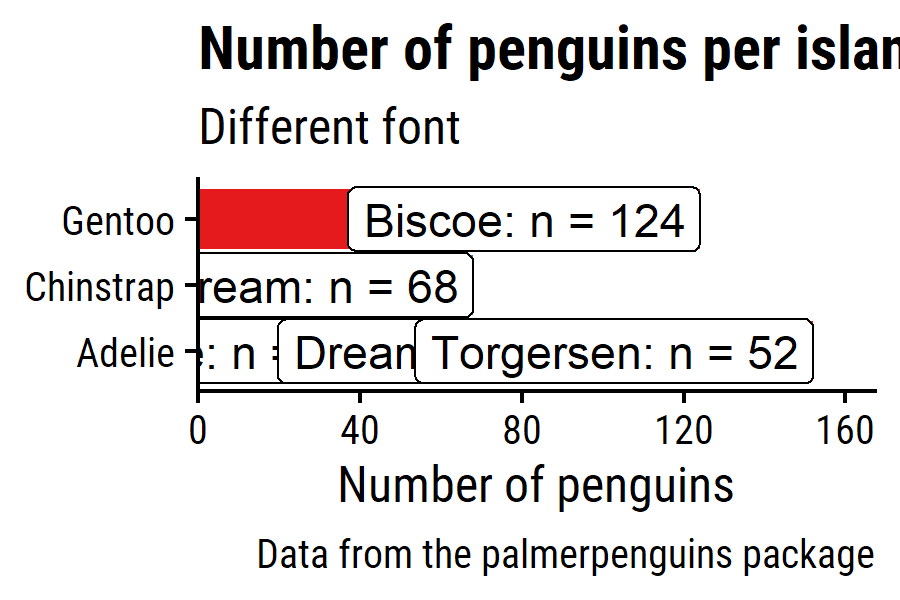 Number of penguins per islan
Different font
Gentoo
Biscoe: n = 124
Chinstrap
ream: n = 68
Adelie
: n
Drean
Torgersen: n = 52
0 40 80 120 160
Number of penguins
Data from the palmerpenguins package